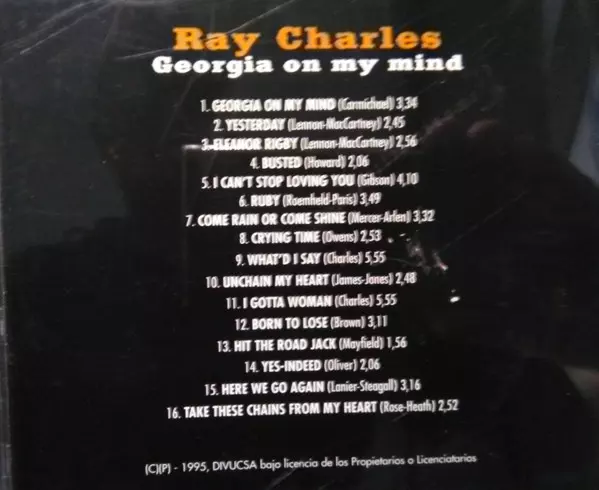 Ray Charles
Georgia on my mind
1. GEORGIA ON MY MIND (Carmichael) 3,34
2. YESTERDAY (Lennon-MacCartney) 2,45
3. ELEANOR RIGBY (Lennon-MacCartney) 2,56
4. BUSTED (Howard) 2,06
5. I CAN'T STOP LOVING YOU (Gibson) 4,10
6. RUBY (Roemfield-Paris) 3,49
7. COME RAIN OR COME SHINE (Mercer-Arlen) 3,32
8. CRYING TIME (Owens) 2,53
9. WHAT'D I SAY (Charles) 5,55
10. UNCHAIN MY HEART (James-Jones) 2,48
11. I GOTTA WOMAN (Charles) 5,55
12. BORN TO LOSE (Brown) 3,11
13. HIT THE ROAD JACK (Mayfield) 1,56
14. YES-INDEED (Oliver) 2,06
15. HERE WE GO AGAIN (Lanier-Steagall) 3,16
16. TAKE THESE CHAINS FROM MY HEART (Rose-Heath) 2,52
(C)(P) - 1995, DIVUCSA bajo licencia de los Propietarios o Licenciatarios